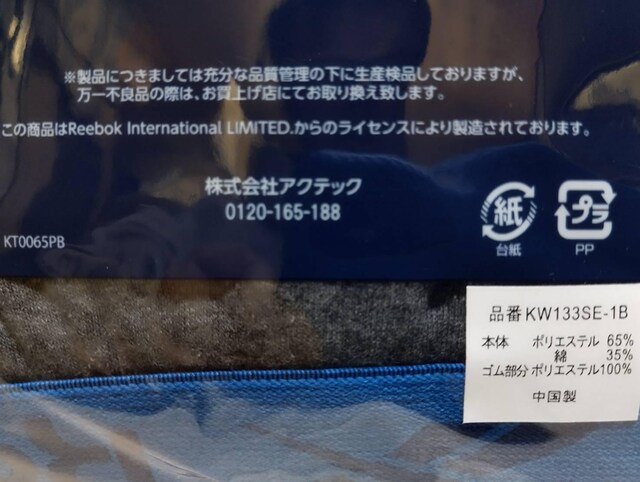 ※製品につきましては充分な品質管理の下に生産検品しておりますが、
万一不良品の際は、お買上げ店にてお取り換え致します。
この商品はReebok International LIMITED.からのライセンスにより製造されております。
株式会社アクテック
0120-165-188
紙
台紙
プラ
PP
KT0065PB
品番 KW133SE-1B
本体 ポリエステル 65%
綿 35%
ゴム部分 ポリエステル100%
中国製